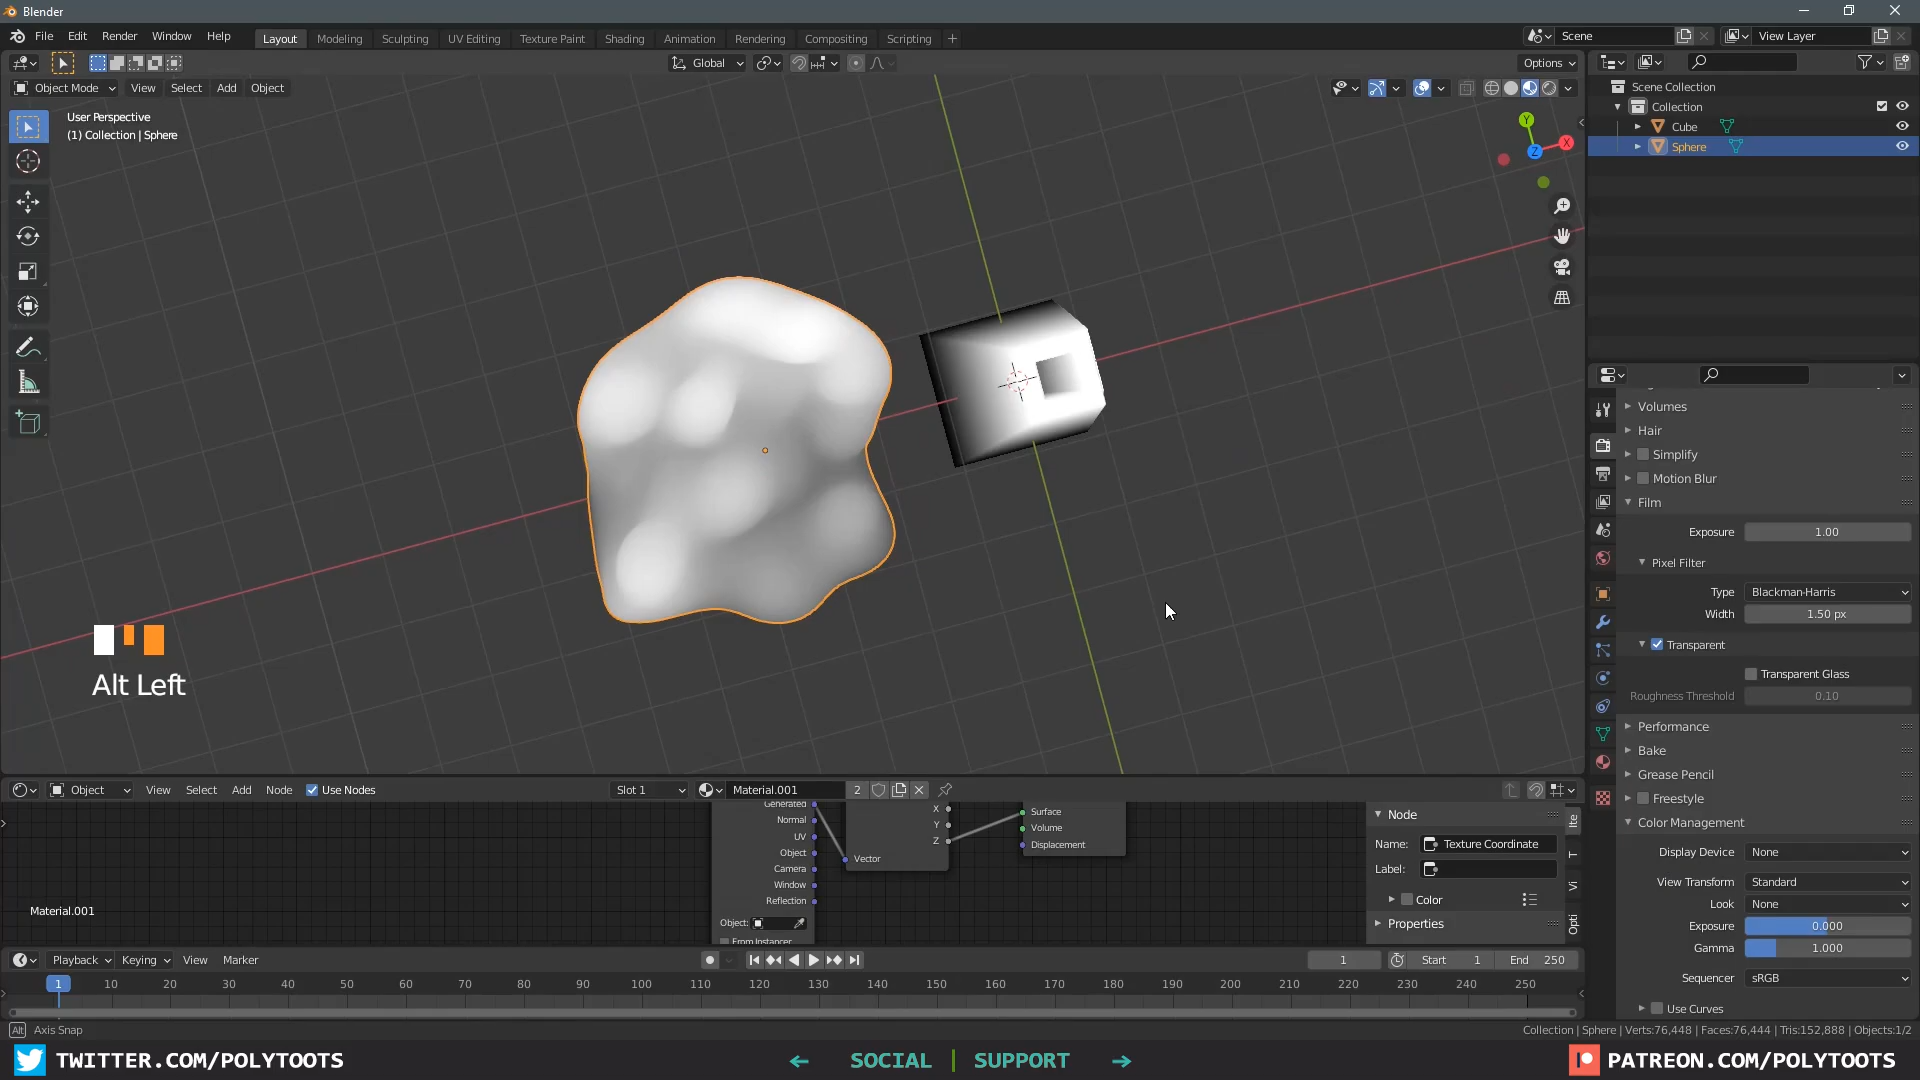 Blender
File Edit Render Window Help
Layout Modeling Sculpting UV Editing Texture Paint Shading Animation Rendering Compositing Scripting +
Scene
View Layer
Global
Options
Object Mode View Select Add Object
User Perspective
(1) Collection | Sphere
Y
X
Z
Alt Left
Scene Collection
Collection
Cube
Sphere
Volumes
Hair
Simplify
Motion Blur
Film
Exposure 1.00
Pixel Filter
Type Blackman-Harris
Width 1.50 px
Transparent
Transparent Glass
Roughness Threshold 0.10
Performance
Bake
Grease Pencil
Freestyle
Color Management
Display Device None
View Transform Standard
Look None
Exposure 0.000
Gamma 1.000
Sequencer sRGB
Use Curves
Object View Select Add Node Use Nodes Slot 1 Material.001 2
Generated
Normal
UV
Object
Camera
Window
Reflection
Object:
From Instancer
X
Y
Z
Vector
Surface
Volume
Displacement
Material.001
Node
Name: Texture Coordinate
Label:
Color
Properties
Ite
T
Vi
Opti
Playback Keying View Marker
1 Start 1 End 250
1 10 20 30 40 50 60 70 80 90 100 110 120 130 140 150 160 170 180 190 200 210 220 230 240 250
Alt Axis Snap
Collection | Sphere | Verts:76,448 | Faces:76,444 | Tris:152,888 | Objects:1/2
TWITTER.COM/POLYTOOTS
← SOCIAL | SUPPORT →
PATREON.COM/POLYTOOTS